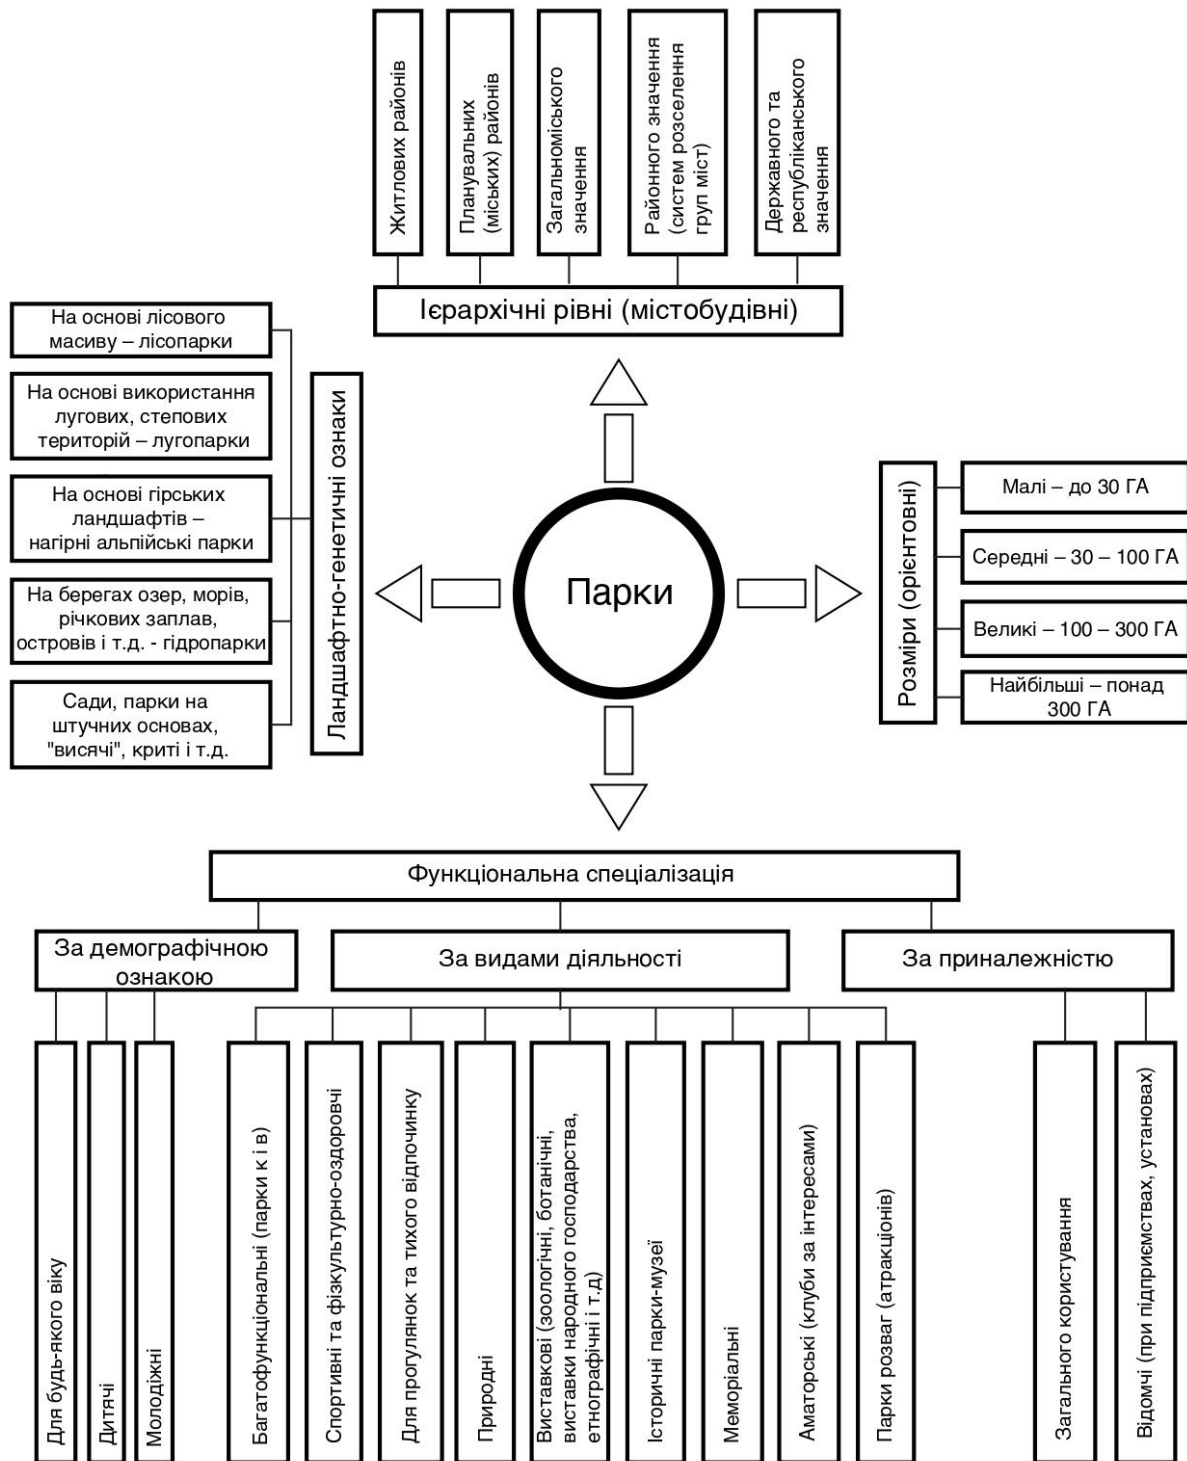 Житлових районів
Планувальних
(міських) районів
Загальноміського
значення
Районного значення
(систем розселення
груп міст)
Державного та
республіканського
значення
Ієрархічні рівні (містобудівні)
На основі лісового
масиву – лісопарки
На основі використання
лугових, степових
територій – лугопарки
На основі гірських
ландшафтів –
нагірні альпійські парки
На берегах озер, морів,
річкових заплав,
островів і т.д. - гідропарки
Сади, парки на
штучних основах,
"висячі", криті і т.д.
Ландшафтно-генетичні ознаки
Парки
Розміри (орієнтовні)
Малі – до 30 ГА
Середні – 30 – 100 ГА
Великі – 100 – 300 ГА
Найбільші – понад
300 ГА
Функціональна спеціалізація
За демографічною
ознакою
За видами діяльності
За приналежністю
Для будь-якого віку
Дитячі
Молодіжні
Багатофункціональні (парки к і в)
Спортивні та фізкультурно-оздоровчі
Для прогулянок та тихого відпочинку
Природні
Виставкові (зоологічні, ботанічні,
виставки народного господарства,
етнографічні і т.д)
Історичні парки-музеї
Меморіальні
Аматорські (клуби за інтересами)
Парки розваг (атракціонів)
Загального користування
Відомчі (при підприємствах, установах)